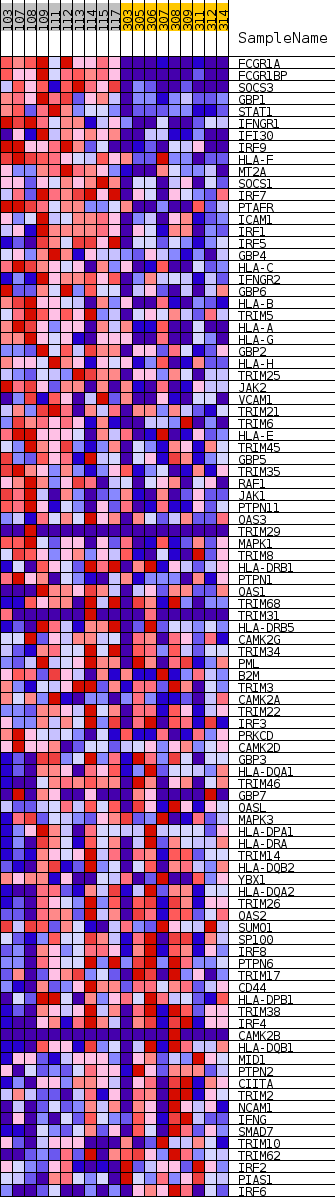 103 107 108 109 111 112 113 114 115 117 303 305 306 307 308 309 311 312 314
SampleName
FCGR1A
FCGR1BP
SOCS3
GBP1
STAT1
IFNGR1
IFI30
IRF9
HLA-F
MT2A
SOCS1
IRF7
PTAFR
ICAM1
IRF1
IRF5
GBP4
HLA-C
IFNGR2
GBP6
HLA-B
TRIM5
HLA-A
HLA-G
GBP2
HLA-H
TRIM25
JAK2
VCAM1
TRIM21
TRIM6
HLA-E
TRIM45
GBP5
TRIM35
RAF1
JAK1
PTPN11
OAS3
TRIM29
MAPK1
TRIM8
HLA-DRB1
PTPN1
OAS1
TRIM68
TRIM31
HLA-DRB5
CAMK2G
TRIM34
PML
B2M
TRIM3
CAMK2A
TRIM22
IRF3
PRKCD
CAMK2D
GBP3
HLA-DQA1
TRIM46
GBP7
OASL
MAPK3
HLA-DPA1
HLA-DRA
TRIM14
HLA-DQB2
YBX1
HLA-DQA2
TRIM26
OAS2
SUMO1
SP100
IRF8
PTPN6
TRIM17
CD44
HLA-DPB1
TRIM38
IRF4
CAMK2B
HLA-DQB1
MID1
PTPN2
CIITA
TRIM2
NCAM1
IFNG
SMAD7
TRIM10
TRIM62
IRF2
PIAS1
IRF6